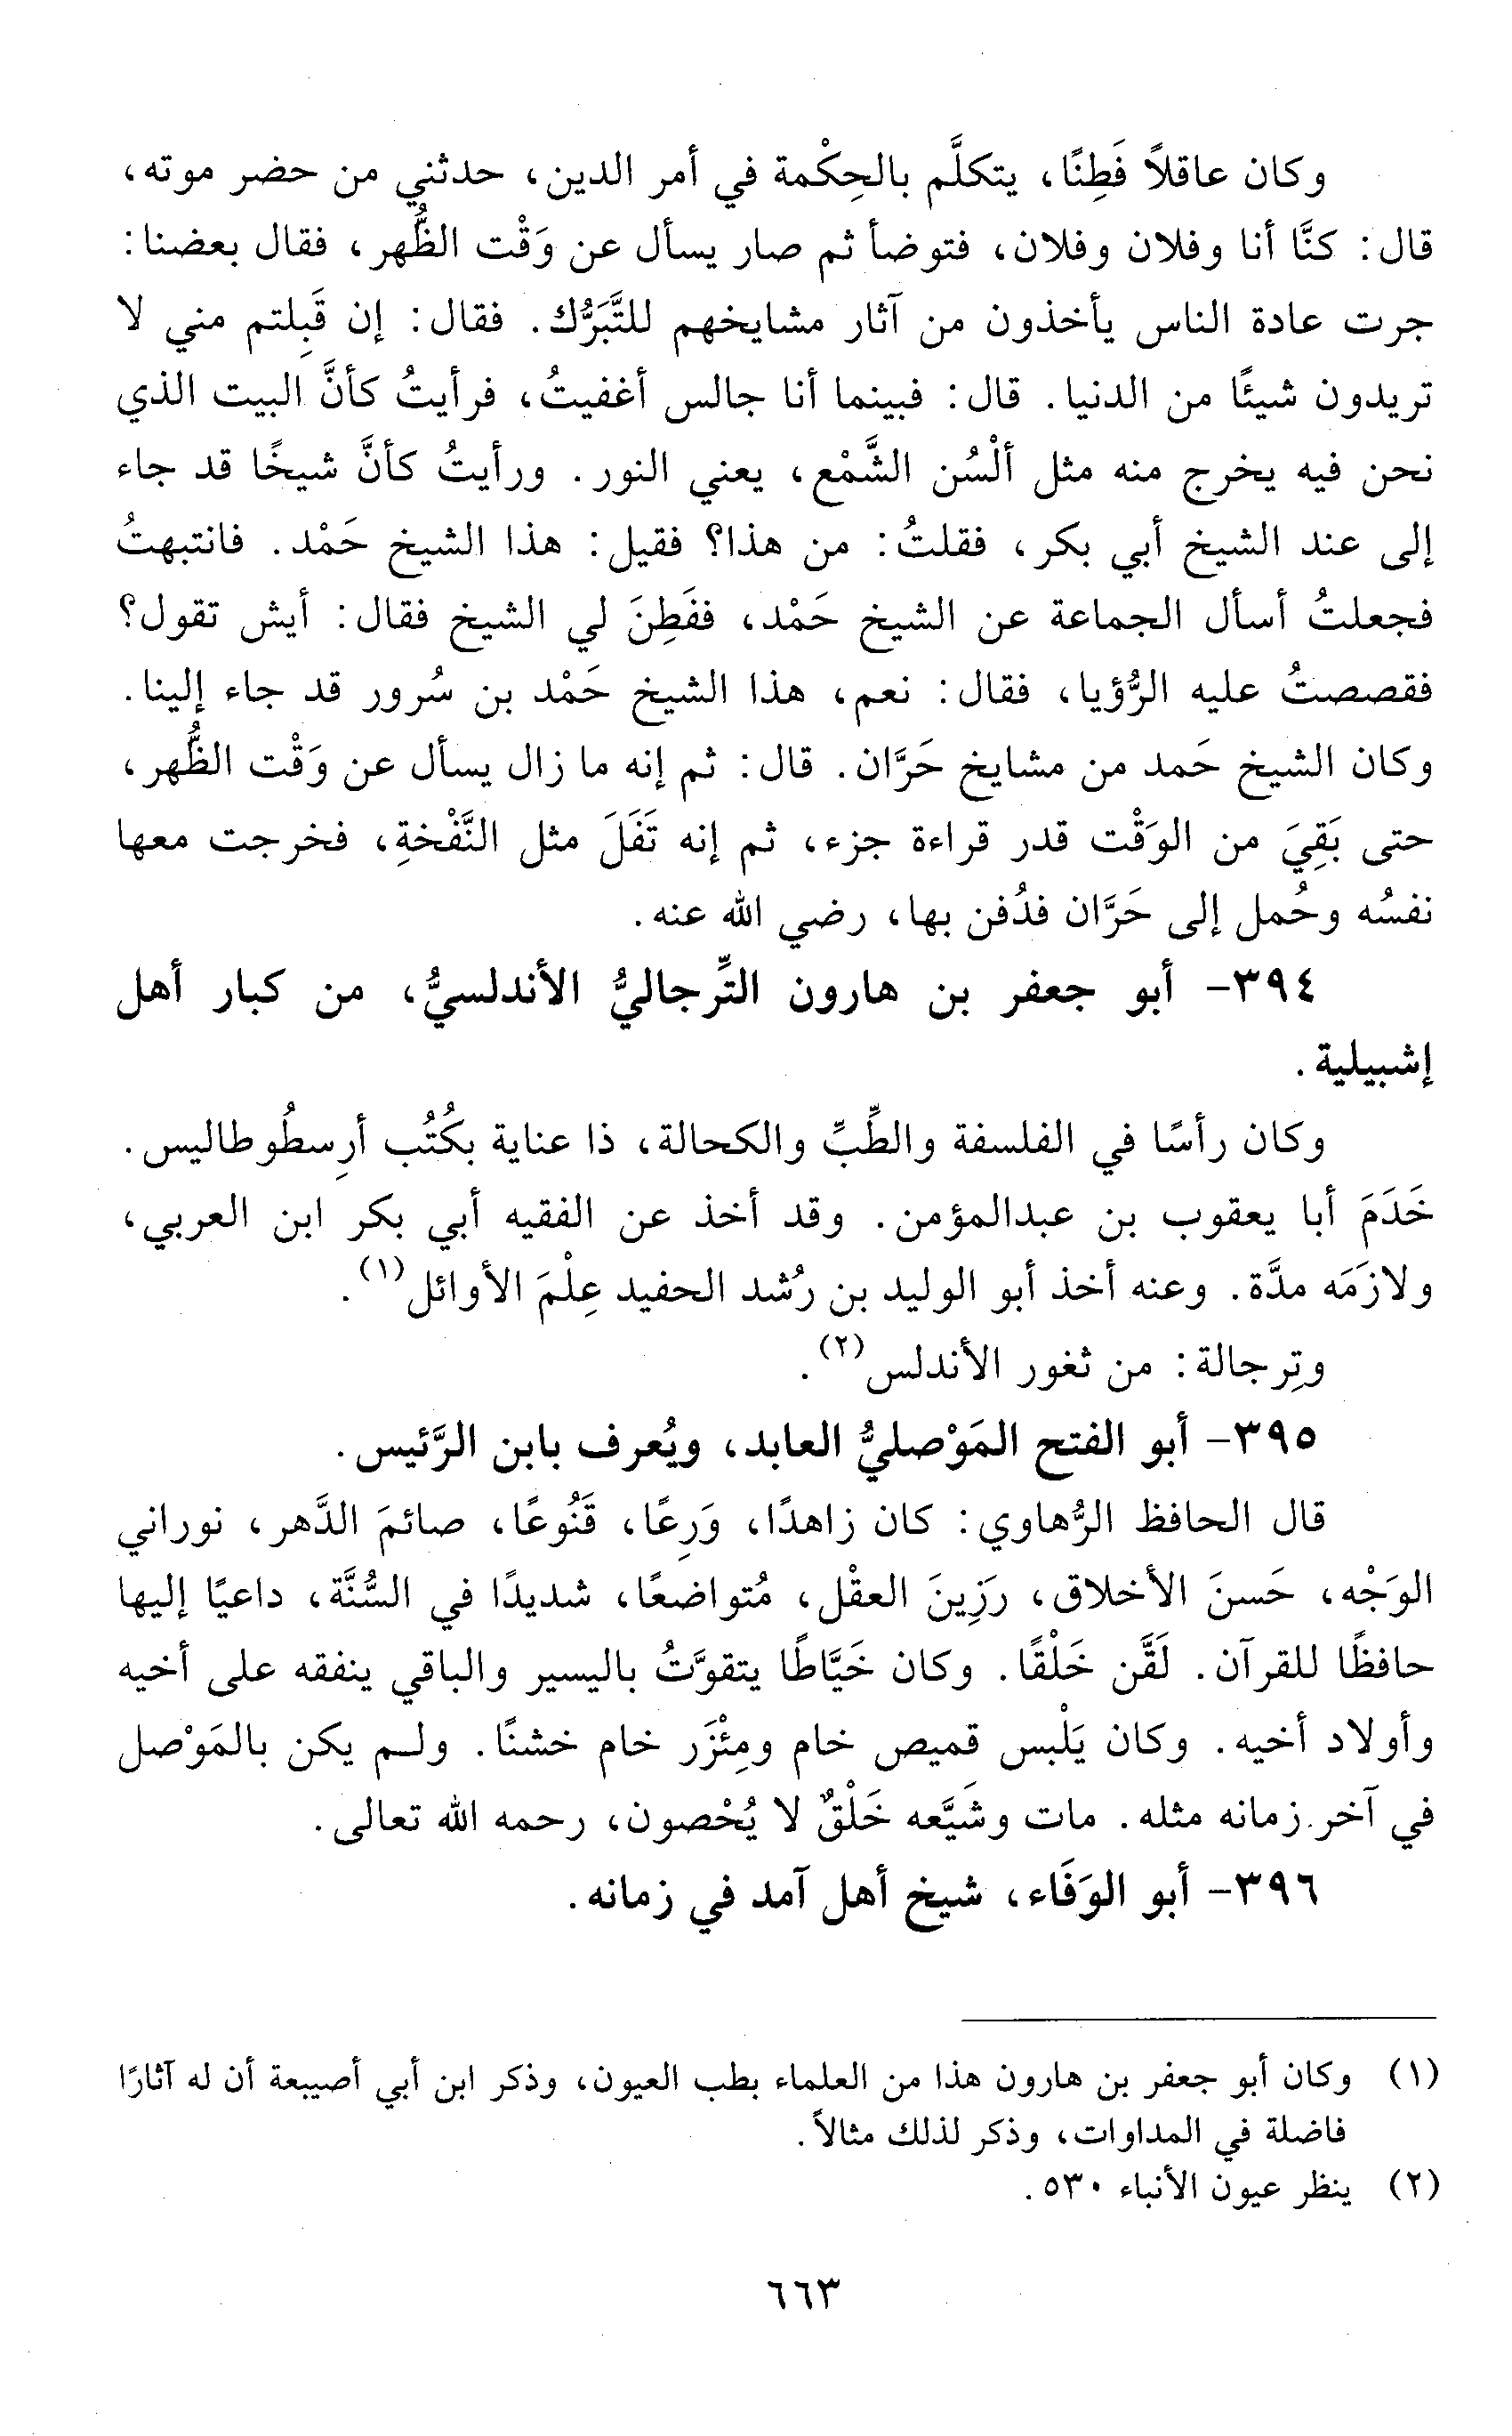 وكان عاقلاً فَطِنًا، يتكلَّم بالحِكْمة في أمر الدين، حدثني من حضر موته،
قال: كنَّا أنا وفلان وفلان، فتوضأ ثم صار يسأل عن وَقْت الظُّهر، فقال بعضنا:
جرت عادة الناس يأخذون من آثار مشايخهم للتَّبَرُّك. فقال: إن قَبِلتم مني لا
تريدون شيئًا من الدنيا. قال: فبينما أنا جالس أغفيتُ، فرأيتُ كأنَّ البيت الذي
نحن فيه يخرج منه مثل ألْسُن الشَّمْع، يعني النور. ورأيتُ كأنَّ شيخًا قد جاء
إلى عند الشيخ أبي بكر، فقلتُ: من هذا؟ فقيل: هذا الشيخ حَمْد. فانتبهتُ
فجعلتُ أسأل الجماعة عن الشيخ حَمْد، ففَطِنَ لي الشيخ فقال: أيش تقول؟
فقصصتُ عليه الرُّؤيا، فقال: نعم، هذا الشيخ حَمْد بن سُرور قد جاء إلينا.
وكان الشيخ حَمد من مشايخ حَرَّان. قال: ثم إنه ما زال يسأل عن وَقْت الظُّهر،
حتى بَقِيَ من الوَقْت قدر قراءة جزء، ثم إنه تَفَلَ مثل النَّفْخةِ، فخرجت معها
نفسُه وحُمل إلى حَرَّان فدُفن بها، رضي الله عنه.
٣٩٤- أبو جعفر بن هارون التِّرجاليُّ الأندلسيُّ، من كبار أهل
إشبيلية.
وكان رأسًا في الفلسفة والطِّبِّ والكحالة، ذا عناية بكُتُب أرِسطُوطاليس.
خَدَمَ أبا يعقوب بن عبدالمؤمن. وقد أخذ عن الفقيه أبي بكر ابن العربي،
ولازَمَه مدَّة. وعنه أخذ أبو الوليد بن رُشد الحفيد عِلْمَ الأوائل(١).
وتِرجالة: من ثغور الأندلس(٢).
٣٩٥- أبو الفتح المَوْصليُّ العابد، ويُعرف بابن الرَّئيس.
قال الحافظ الرُّهاوي: كان زاهدًا، وَرِعًا، قَنُوعًا، صائمَ الدَّهر، نوراني
الوَجْه، حَسنَ الأخلاق، رَزِينَ العقْل، مُتواضعًا، شديدًا في السُّنَّة، داعيًا إليها
حافظًا للقرآن. لَقَّن خَلْقًا. وكان خَيَّاطًا يتقوَّتُ باليسير والباقي ينفقه على أخيه
وأولاد أخيه. وكان يَلْبس قميص خام ومِئْزَر خام خشنًا. ولـم يكن بالمَوْصل
في آخر زمانه مثله. مات وشَيَّعه خَلْقٌ لا يُحْصون، رحمه الله تعالى.
٣٩٦- أبو الوَفَاء، شيخ أهل آمد في زمانه.
(١) وكان أبو جعفر بن هارون هذا من العلماء بطب العيون، وذكر ابن أبي أصيبعة أن له آثارًا
فاضلة في المداوات، وذكر لذلك مثالاً.
(٢) ينظر عيون الأنباء ٥٣٠.
٦٦٣